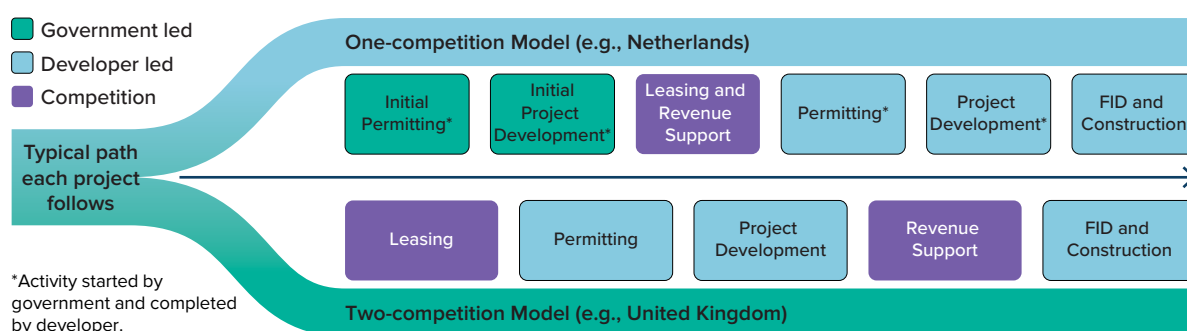 Government led
Developer led
Competition
Typical path
each project
follows
*Activity started by
government and completed
by developer.
One-competition Model (e.g., Netherlands)
Initial
Permitting*
Initial
Project
Development*
Leasing and
Revenue
Support
Permitting*
Project
Development*
FID and
Construction
Leasing
Permitting
Project
Development
Revenue
Support
FID and
Construction
Two-competition Model (e.g., United Kingdom)